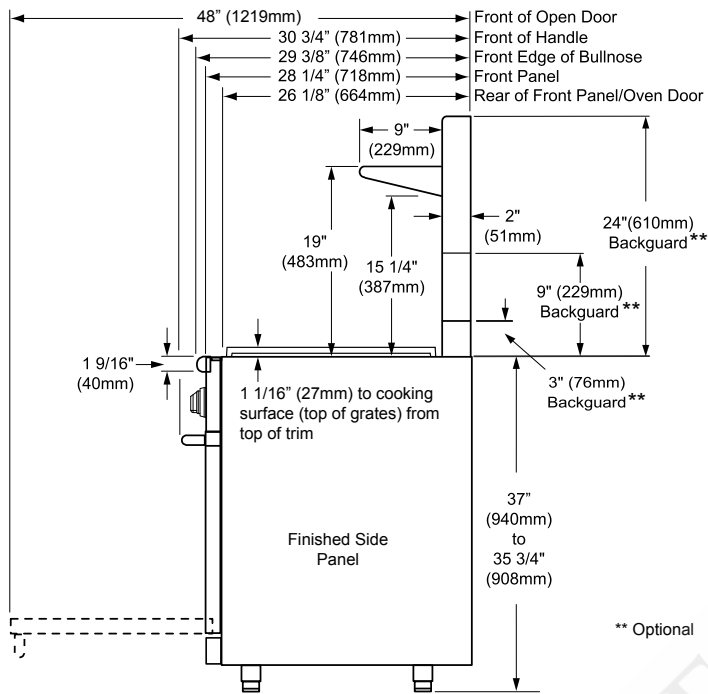 48” (1219mm) Front of Open Door
30 3/4” (781mm) Front of Handle
29 3/8” (746mm) Front Edge of Bullnose
28 1/4” (718mm) Front Panel
26 1/8” (664mm) Rear of Front Panel/Oven Door
9"
(229mm)
2"
(51mm)
24"(610mm)
Backguard**
19"
(483mm)
15 1/4"
(387mm)
9" (229mm)
Backguard**
1 9/16"
(40mm)
3" (76mm)
Backguard**
1 1/16” (27mm) to cooking
surface (top of grates) from
top of trim
37”
(940mm)
to
35 3/4"
(908mm)
Finished Side
Panel
** Optional